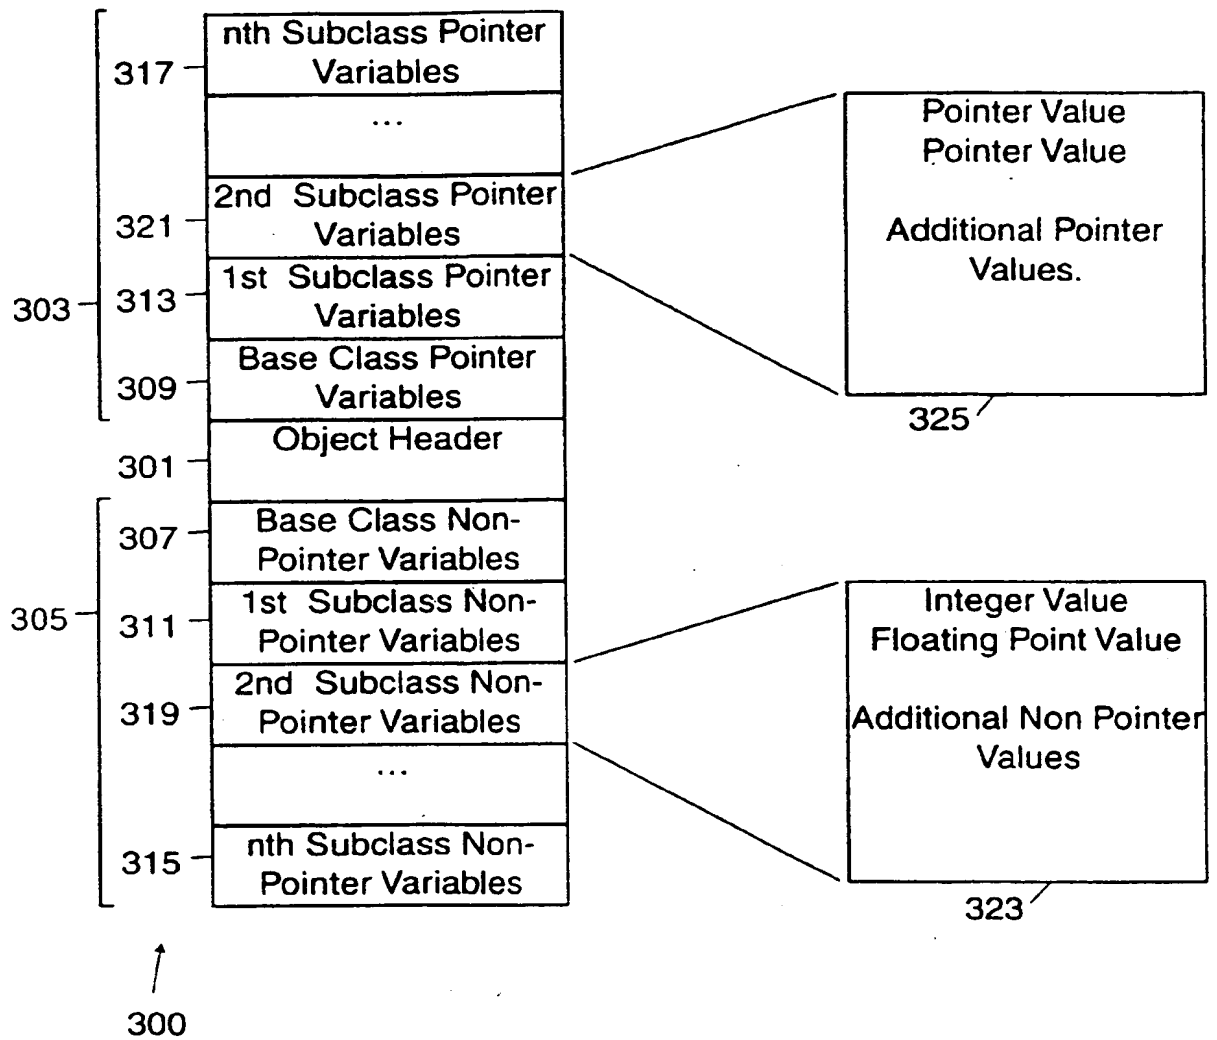 nth Subclass Pointer
Variables
317
...
2nd Subclass Pointer
Variables
321
1st Subclass Pointer
Variables
313
303
Base Class Pointer
Variables
309
Object Header
301
Base Class Non-
Pointer Variables
307
1st Subclass Non-
Pointer Variables
311
305
2nd Subclass Non-
Pointer Variables
319
...
nth Subclass Non-
Pointer Variables
315
300
Pointer Value
Pointer Value
Additional Pointer
Values.
325
Integer Value
Floating Point Value
Additional Non Pointer
Values
323